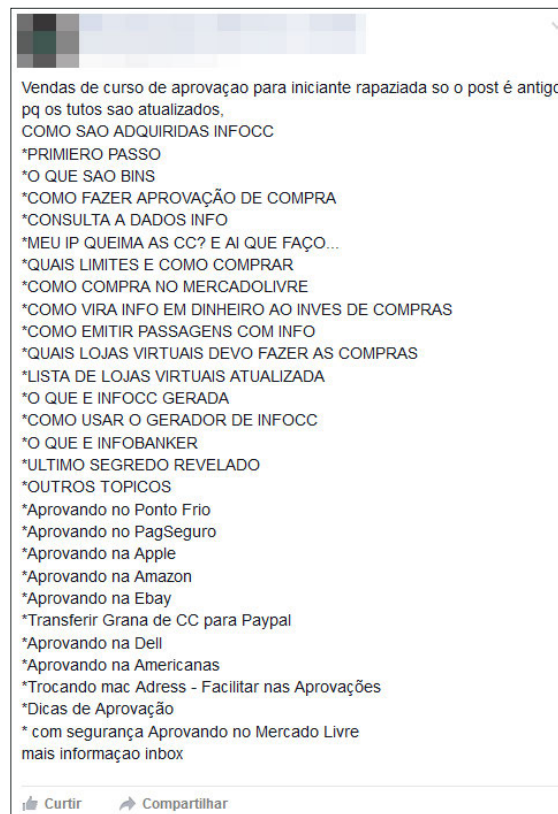 Vendas de curso de aprovaçao para iniciante rapaziada so o post é antigo
pq os tutos sao atualizados,
COMO SAO ADQUIRIDAS INFOCC
*PRIMIERO PASSO
*O QUE SAO BINS
*COMO FAZER APROVAÇÃO DE COMPRA
*CONSULTA A DADOS INFO
*MEU IP QUEIMA AS CC? E AI QUE FAÇO...
*QUAIS LIMITES E COMO COMPRAR
*COMO COMPRA NO MERCADOLIVRE
*COMO VIRA INFO EM DINHEIRO AO INVES DE COMPRAS
*COMO EMITIR PASSAGENS COM INFO
*QUAIS LOJAS VIRTUAIS DEVO FAZER AS COMPRAS
*LISTA DE LOJAS VIRTUAIS ATUALIZADA
*O QUE E INFOCC GERADA
*COMO USAR O GERADOR DE INFOCC
*O QUE E INFOBANKER
*ULTIMO SEGREDO REVELADO
*OUTROS TOPICOS
*Aprovando no Ponto Frio
*Aprovando no PagSeguro
*Aprovando na Apple
*Aprovando na Amazon
*Aprovando na Ebay
*Transferir Grana de CC para Paypal
*Aprovando na Dell
*Aprovando na Americanas
*Trocando mac Adress - Facilitar nas Aprovações
*Dicas de Aprovação
* com segurança Aprovando no Mercado Livre
mais informaçao inbox
Curtir Compartilhar